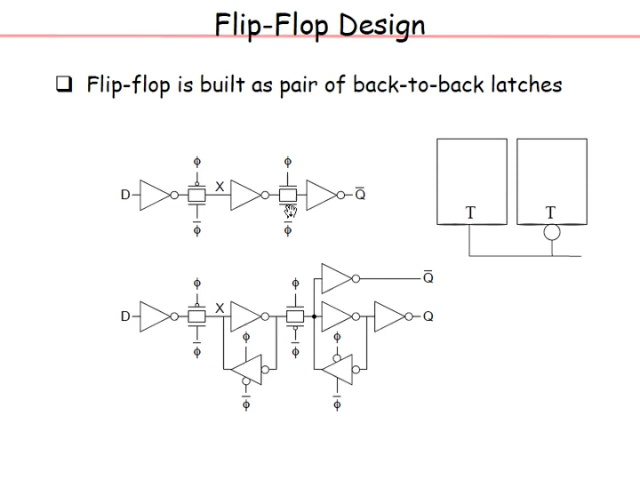 Flip-Flop Design
❑ Flip-flop is built as pair of back-to-back latches
ϕ ϕ
D X Q̅
ϕ̅ ϕ̅
T T
Q̅
ϕ ϕ
D X Q
ϕ ϕ
ϕ̅ ϕ̅
ϕ̅ ϕ̅